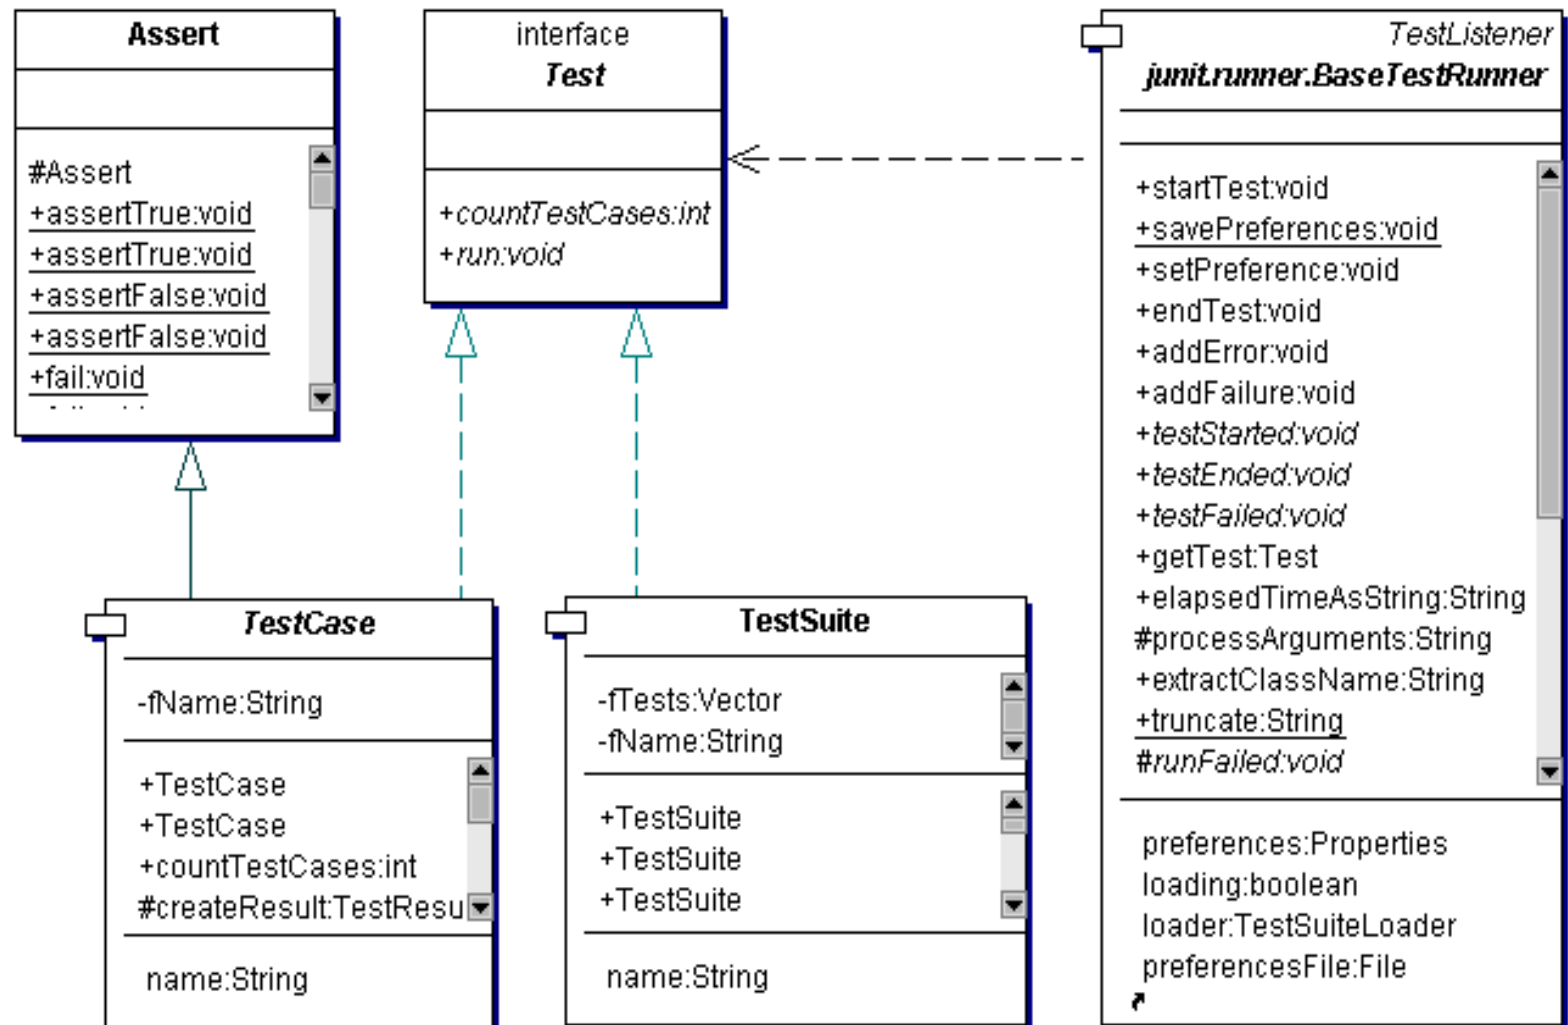 Assert
#Assert
+assertTrue:void
+assertTrue:void
+assertFalse:void
+assertFalse:void
+fail:void
interface
Test
+countTestCases:int
+run:void
TestListener
junit.runner.BaseTestRunner
+startTest:void
+savePreferences:void
+setPreference:void
+endTest:void
+addError:void
+addFailure:void
+testStarted:void
+testEnded:void
+testFailed:void
+getTest:Test
+elapsedTimeAsString:String
#processArguments:String
+extractClassName:String
+truncate:String
#runFailed:void
preferences:Properties
loading:boolean
loader:TestSuiteLoader
preferencesFile:File
TestCase
-fName:String
+TestCase
+TestCase
+countTestCases:int
#createResult:TestResu
name:String
TestSuite
-fTests:Vector
-fName:String
+TestSuite
+TestSuite
+TestSuite
name:String